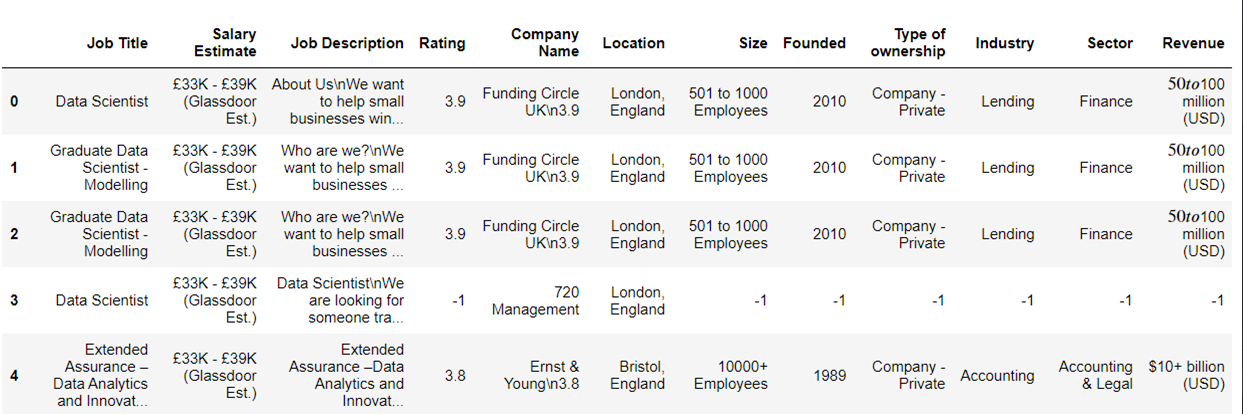 Job Title Salary Estimate Job Description Rating Company Name Location Size Founded Type of ownership Industry Sector Revenue
0 Data Scientist £33K - £39K (Glassdoor Est.) About Us\nWe want to help small businesses win... 3.9 Funding Circle UK\n3.9 London, England 501 to 1000 Employees 2010 Company - Private Lending Finance 50to100 million (USD)
1 Graduate Data Scientist - Modelling £33K - £39K (Glassdoor Est.) Who are we?\nWe want to help small businesses ... 3.9 Funding Circle UK\n3.9 London, England 501 to 1000 Employees 2010 Company - Private Lending Finance 50to100 million (USD)
2 Graduate Data Scientist - Modelling £33K - £39K (Glassdoor Est.) Who are we?\nWe want to help small businesses ... 3.9 Funding Circle UK\n3.9 London, England 501 to 1000 Employees 2010 Company - Private Lending Finance 50to100 million (USD)
3 Data Scientist £33K - £39K (Glassdoor Est.) Data Scientist\nWe are looking for someone tra... -1 720 Management London, England -1 -1 -1 -1 -1 -1
4 Extended Assurance – Data Analytics and Innovat... £33K - £39K (Glassdoor Est.) Extended Assurance –Data Analytics and Innovat... 3.8 Ernst & Young\n3.8 Bristol, England 10000+ Employees 1989 Company - Private Accounting Accounting & Legal $10+ billion (USD)